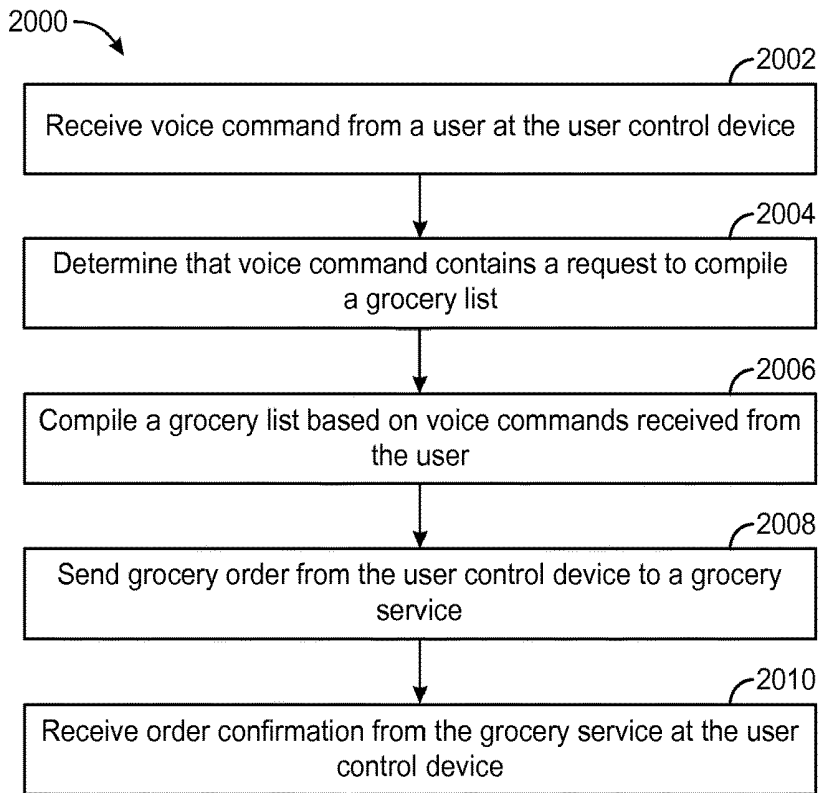 2000
2002
Receive voice command from a user at the user control device
2004
Determine that voice command contains a request to compile
a grocery list
2006
Compile a grocery list based on voice commands received from
the user
2008
Send grocery order from the user control device to a grocery
service
2010
Receive order confirmation from the grocery service at the user
control device